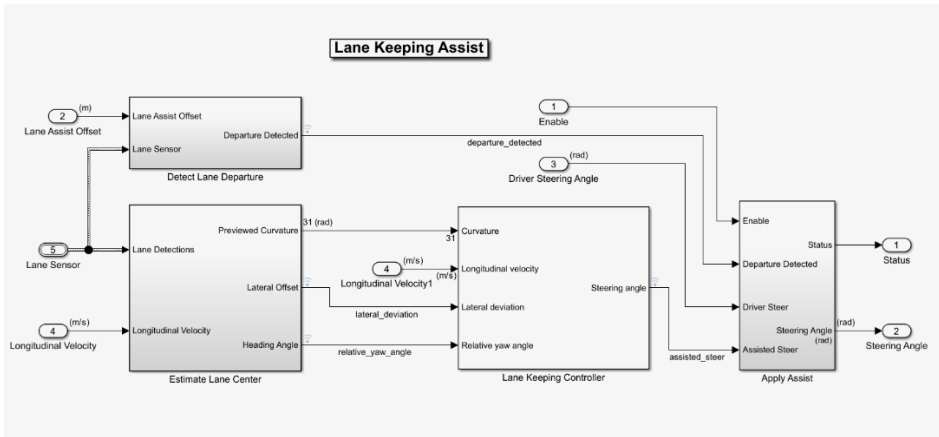 Lane Keeping Assist
2
(m)
Lane Assist Offset
Lane Assist Offset
Lane Sensor
Departure Detected
Detect Lane Departure
departure_detected
1
Enable
3
(rad)
Driver Steering Angle
5
Lane Sensor
4
(m/s)
Longitudinal Velocity
Lane Detections
Longitudinal Velocity
Previewed Curvature
Lateral Offset
Heading Angle
Estimate Lane Center
31 (rad)
31
4
(m/s)
(m/s)
Longitudinal Velocity1
lateral_deviation
relative_yaw_angle
Curvature
Longitudinal velocity
Lateral deviation
Relative yaw angle
Steering angle
Lane Keeping Controller
assisted_steer
Enable
Departure Detected
Driver Steer
Assisted Steer
Status
Steering Angle
(rad)
Apply Assist
1
Status
(rad)
2
Steering Angle